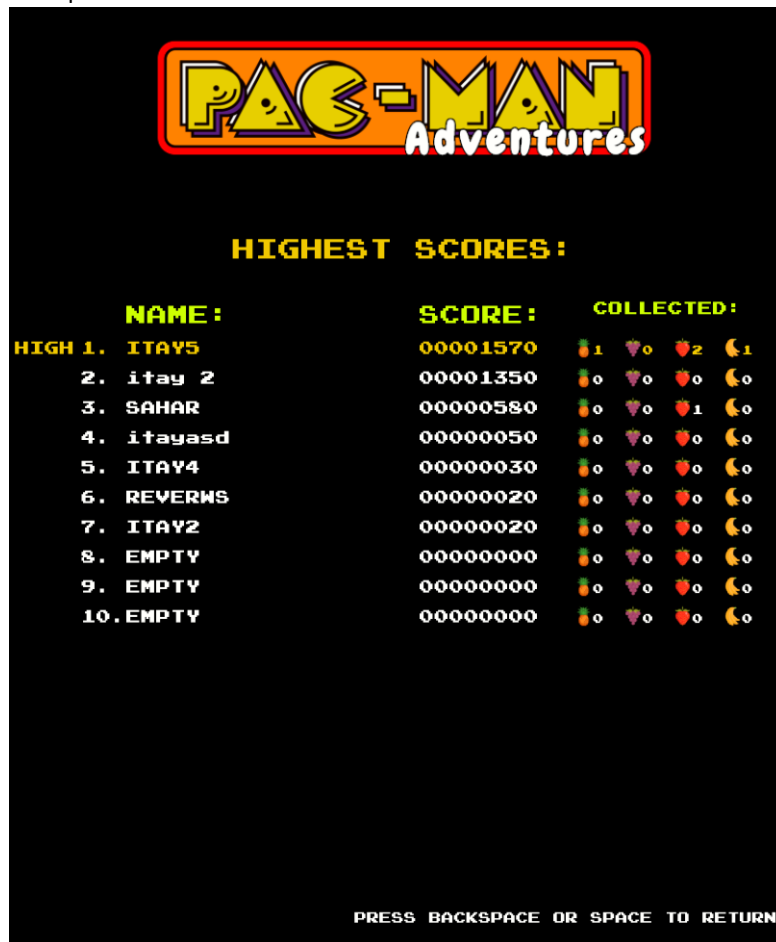 PAC-MAN
Adventures
HIGHEST SCORES:
NAME: SCORE: COLLECTED:
HIGH 1. ITAY5 00001570 1 0 2 1
2. itay 2 00001350 0 0 0 0
3. SAHAR 00000580 0 0 1 0
4. itayasd 00000050 0 0 0 0
5. ITAY4 00000030 0 0 0 0
6. REVERWS 00000020 0 0 0 0
7. ITAY2 00000020 0 0 0 0
8. EMPTY 00000000 0 0 0 0
9. EMPTY 00000000 0 0 0 0
10.EMPTY 00000000 0 0 0 0
PRESS BACKSPACE OR SPACE TO RETURN